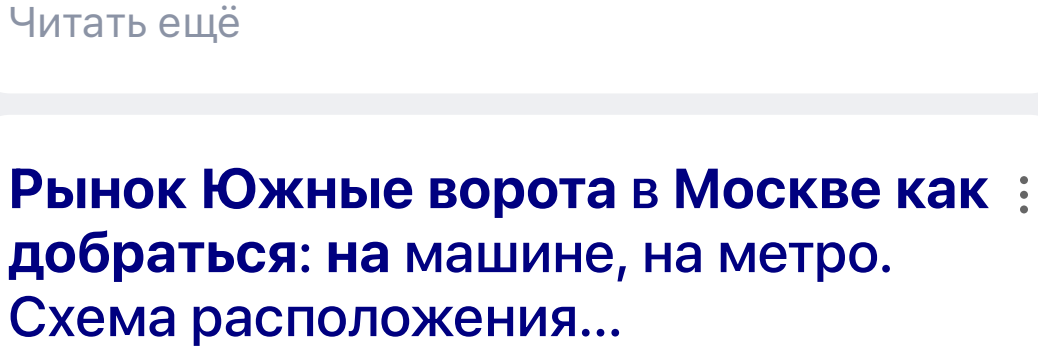 Читать ещё
Рынок Южные ворота в Москве как
добраться: на машине, на метро.
Схема расположения...